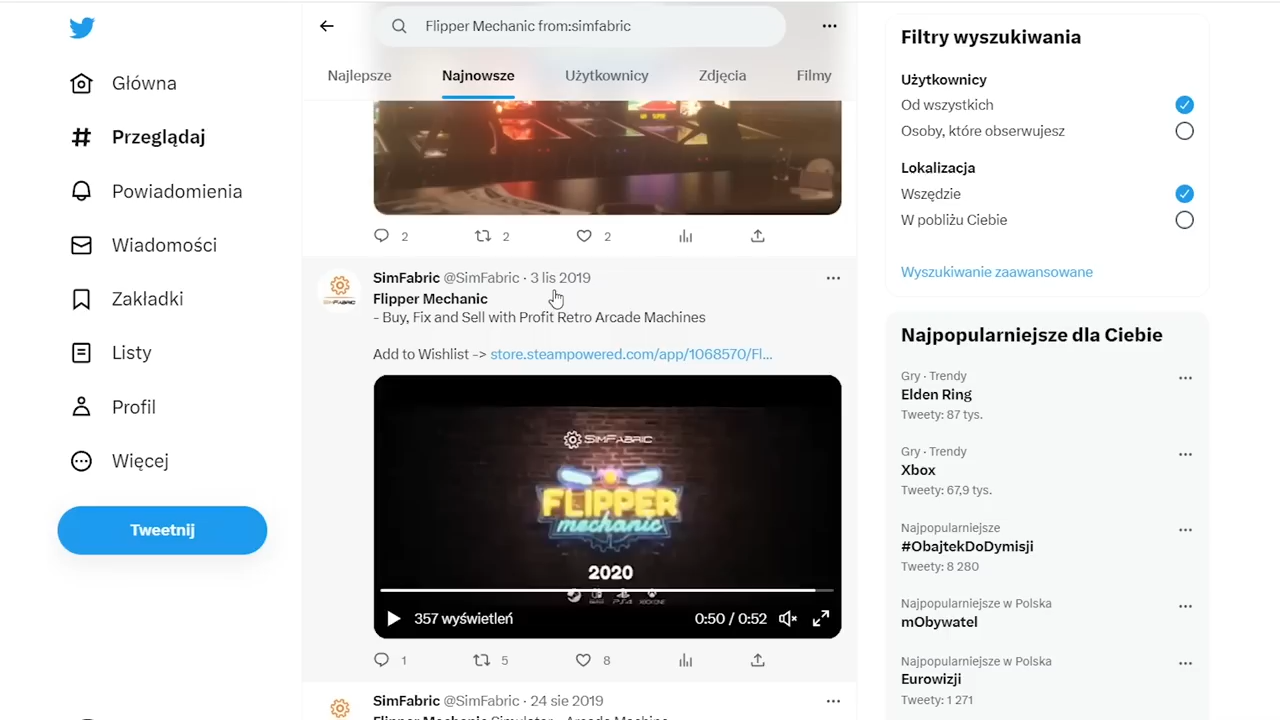 Flipper Mechanic from:simfabric
Najlepsze
Najnowsze
Użytkownicy
Zdjęcia
Filmy
Główna
Przeglądaj
Powiadomienia
Wiadomości
Zakładki
Listy
Profil
Więcej
Tweetnij
2
2
2
SimFabric @SimFabric · 3 lis 2019
Flipper Mechanic
- Buy, Fix and Sell with Profit Retro Arcade Machines
Add to Wishlist -> store.steampowered.com/app/1068570/Fl...
SIMFABRIC
FLIPPER
mechanic
2020
PS4 XBOX ONE
357 wyświetleń
0:50 / 0:52
1
5
8
SimFabric @SimFabric · 24 sie 2019
Flipper Mechanic Simulator - Arcade Machine
Filtry wyszukiwania
Użytkownicy
Od wszystkich
Osoby, które obserwujesz
Lokalizacja
Wszędzie
W pobliżu Ciebie
Wyszukiwanie zaawansowane
Najpopularniejsze dla Ciebie
Gry · Trendy
Elden Ring
Tweety: 87 tys.
Gry · Trendy
Xbox
Tweety: 67,9 tys.
Najpopularniejsze
#ObajtekDoDymisji
Tweety: 8 280
Najpopularniejsze w Polska
mObywatel
Najpopularniejsze w Polska
Eurowizji
Tweety: 1 271